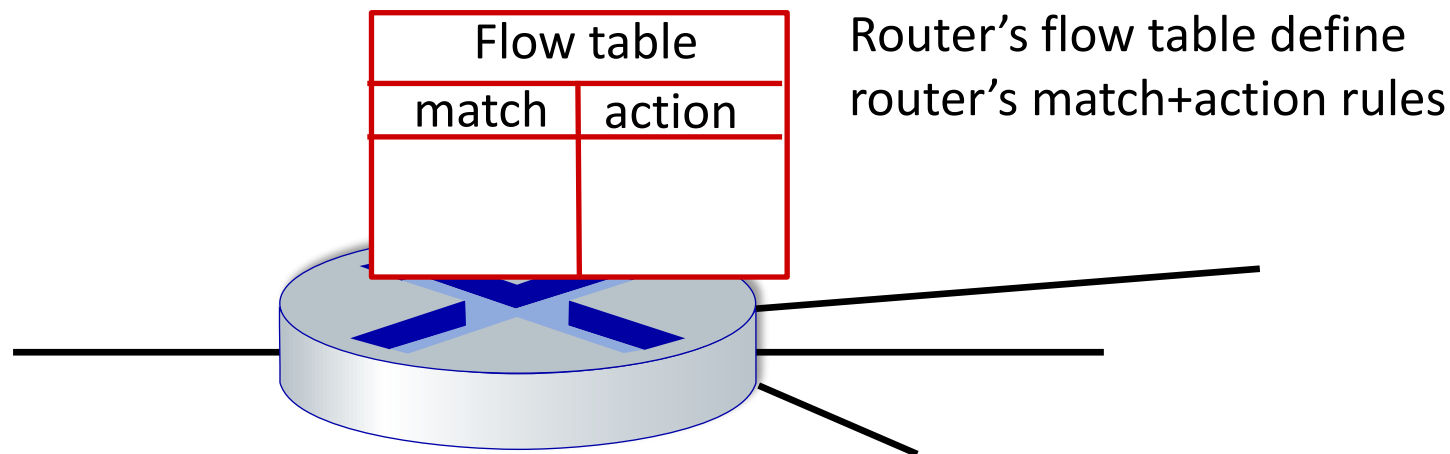 Flow table
match action
Router’s flow table define
router’s match+action rules